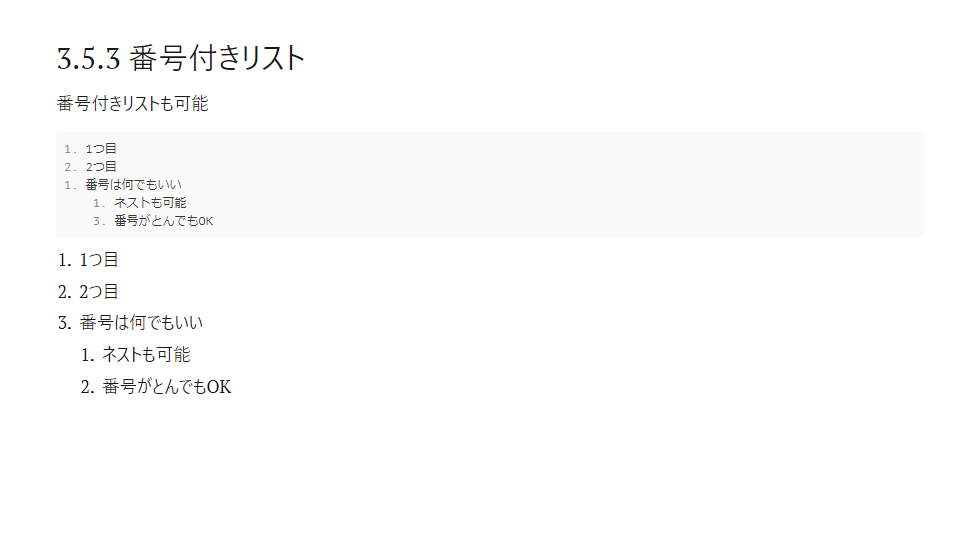 3.5.3 番号付きリスト
番号付きリストも可能
1. 1つ目
2. 2つ目
1. 番号は何でもいい
1. ネストも可能
3. 番号がとんでもOK
1. 1つ目
2. 2つ目
3. 番号は何でもいい
1. ネストも可能
2. 番号がとんでもOK